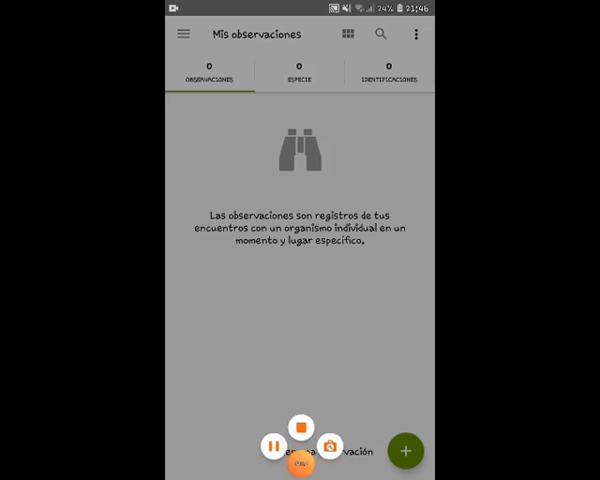 24% 21:46
Mis observaciones
0 0 0
OBSERVACIONES ESPECIE IDENTIFICACIONES
Las observaciones son registros de tus
encuentros con un organismo individual en un
momento y lugar específico.